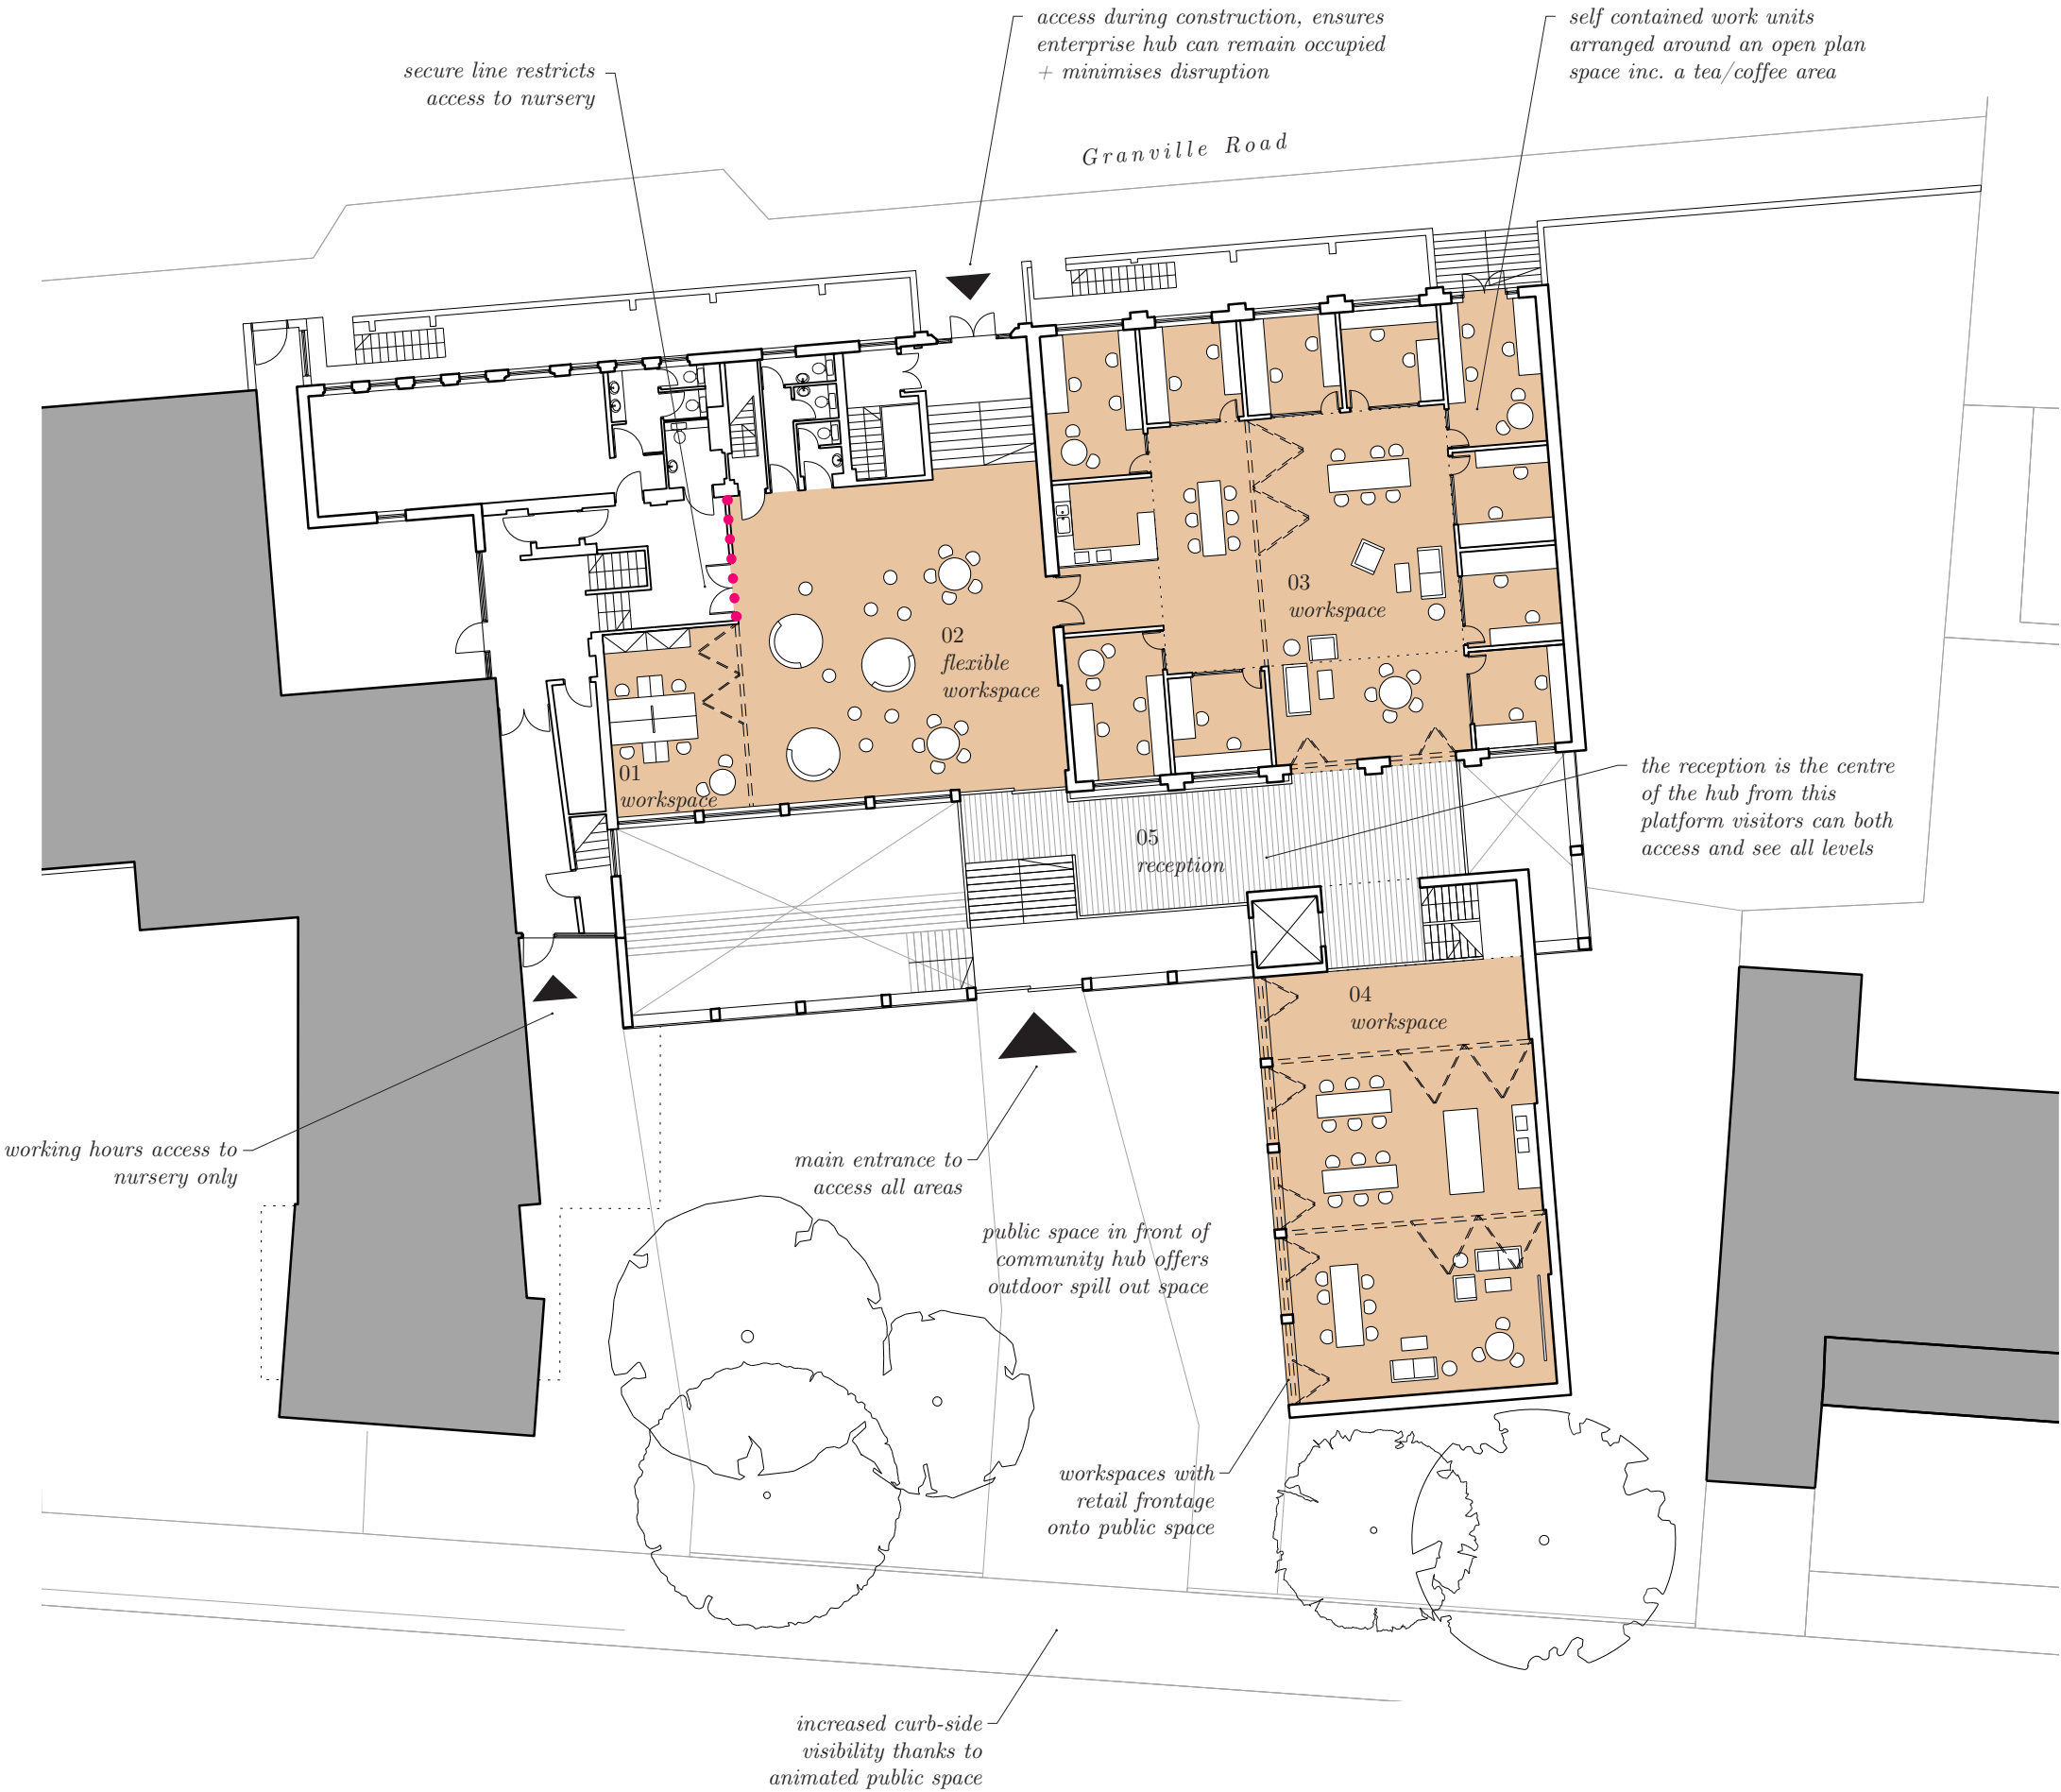 access during construction, ensures
enterprise hub can remain occupied
+ minimises disruption
self contained work units
arranged around an open plan
space inc. a tea/coffee area
secure line restricts
access to nursery
Granville Road
03
workspace
02
flexible
workspace
01
workspace
the reception is the centre
of the hub from this
platform visitors can both
access and see all levels
05
reception
04
workspace
working hours access to
nursery only
main entrance to
access all areas
public space in front of
community hub offers
outdoor spill out space
workspaces with
retail frontage
onto public space
increased curb-side
visibility thanks to
animated public space